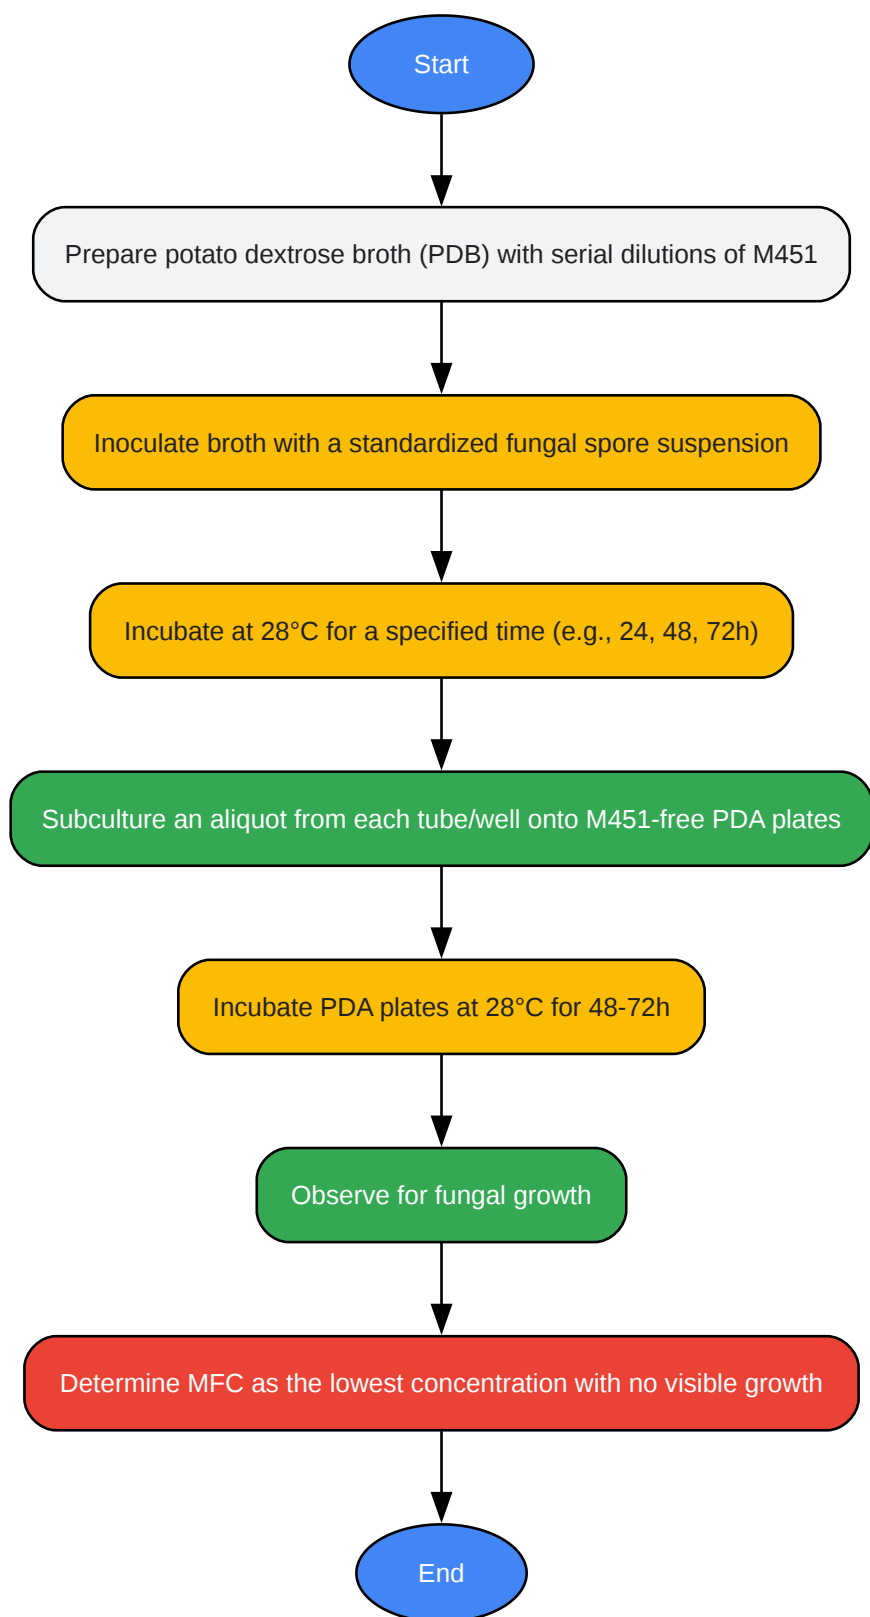 Start
Prepare potato dextrose broth (PDB) with serial dilutions of M451
Inoculate broth with a standardized fungal spore suspension
Incubate at 28°C for a specified time (e.g., 24, 48, 72h)
Subculture an aliquot from each tube/well onto M451-free PDA plates
Incubate PDA plates at 28°C for 48-72h
Observe for fungal growth
Determine MFC as the lowest concentration with no visible growth
End